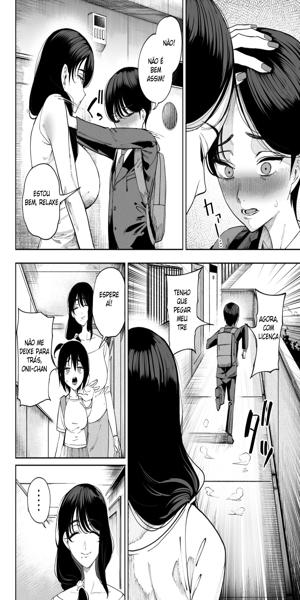 NÃO!
NÃO É
BEM
ASSIM!
ESTOU
BEM, RELAXE
AGORA,
COM
LICENÇA
TENHO
QUE
PEGAR
MEU
TRE
ESPERE
AÍ!
NÃO ME
DEIXE PARA
TRÁS,
ONII-CHAN